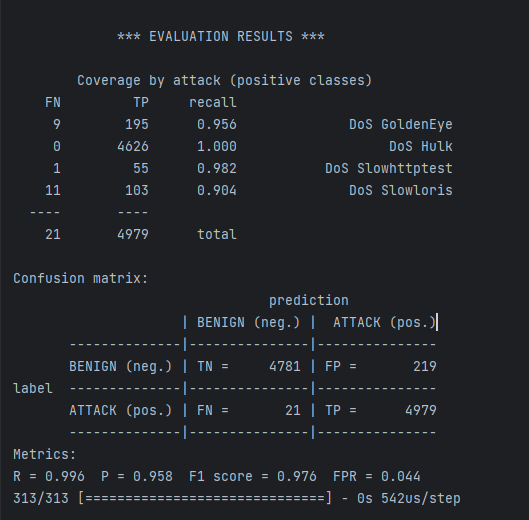 *** EVALUATION RESULTS ***
Coverage by attack (positive classes)
FN TP recall
9 195 0.956 DoS GoldenEye
0 4626 1.000 DoS Hulk
1 55 0.982 DoS Slowhttptest
11 103 0.904 DoS Slowloris
---- ----
21 4979 total
Confusion matrix:
prediction
| BENIGN (neg.) | ATTACK (pos.)
--------------|---------------|---------------
BENIGN (neg.) | TN = 4781 | FP = 219
label --------------|---------------|---------------
ATTACK (pos.) | FN = 21 | TP = 4979
--------------|---------------|---------------
Metrics:
R = 0.996 P = 0.958 F1 score = 0.976 FPR = 0.044
313/313 [==============================] - 0s 542us/step